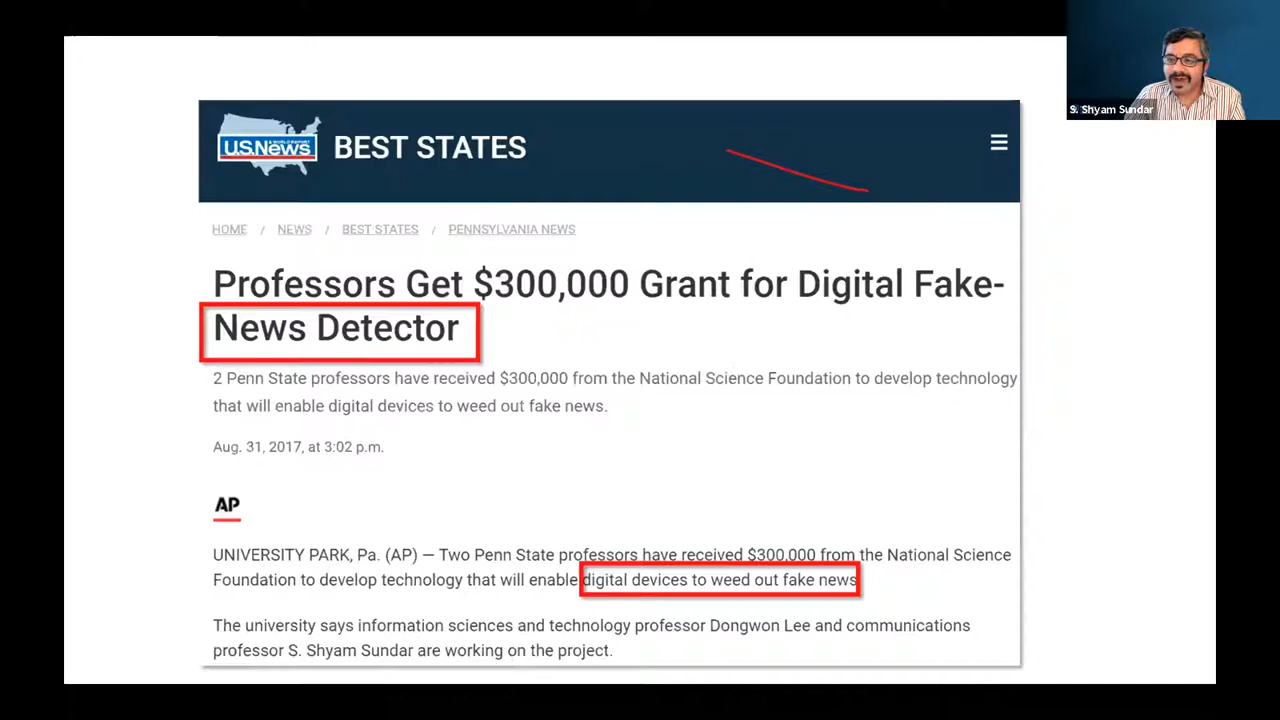 S. Shyam Sundar
U.S.News BEST STATES
HOME / NEWS / BEST STATES / PENNSYLVANIA NEWS
Professors Get $300,000 Grant for Digital Fake-
News Detector
2 Penn State professors have received $300,000 from the National Science Foundation to develop technology
that will enable digital devices to weed out fake news.
Aug. 31, 2017, at 3:02 p.m.
AP
UNIVERSITY PARK, Pa. (AP) — Two Penn State professors have received $300,000 from the National Science
Foundation to develop technology that will enable digital devices to weed out fake news
The university says information sciences and technology professor Dongwon Lee and communications
professor S. Shyam Sundar are working on the project.